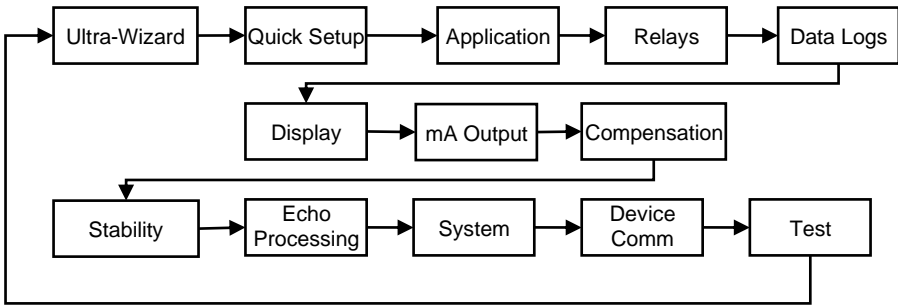 Ultra-Wizard
Quick Setup
Application
Relays
Data Logs
Display
mA Output
Compensation
Stability
Echo
Processing
System
Device
Comm
Test